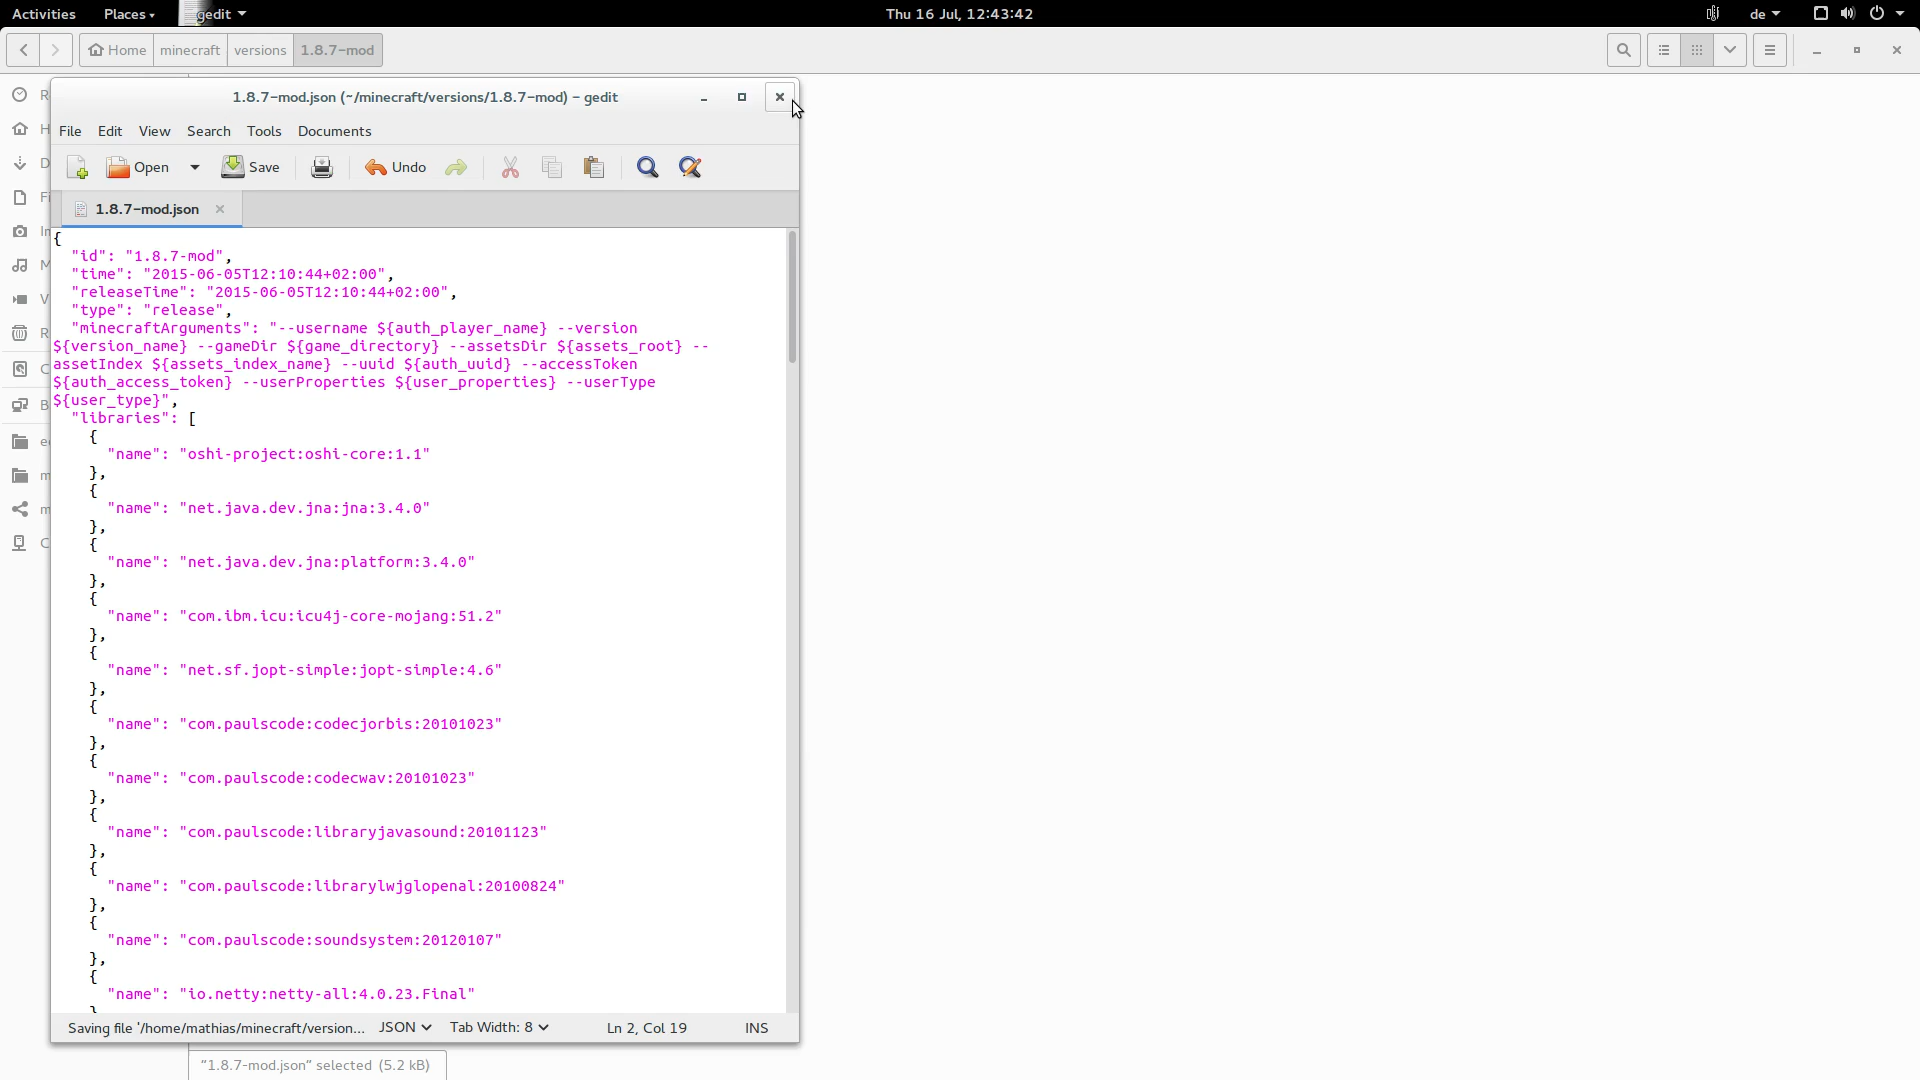 Activities Places gedit Thu 16 Jul, 12:43:42 de
Home minecraft versions 1.8.7-mod
1.8.7-mod.json (~/minecraft/versions/1.8.7-mod) - gedit
File Edit View Search Tools Documents
Open Save Undo
1.8.7-mod.json
{
"id": "1.8.7-mod",
"time": "2015-06-05T12:10:44+02:00",
"releaseTime": "2015-06-05T12:10:44+02:00",
"type": "release",
"minecraftArguments": "--username ${auth_player_name} --version
${version_name} --gameDir ${game_directory} --assetsDir ${assets_root} --
assetIndex ${assets_index_name} --uuid ${auth_uuid} --accessToken
${auth_access_token} --userProperties ${user_properties} --userType
${user_type}",
"libraries": [
{
"name": "oshi-project:oshi-core:1.1"
},
{
"name": "net.java.dev.jna:jna:3.4.0"
},
{
"name": "net.java.dev.jna:platform:3.4.0"
},
{
"name": "com.ibm.icu:icu4j-core-mojang:51.2"
},
{
"name": "net.sf.jopt-simple:jopt-simple:4.6"
},
{
"name": "com.paulscode:codecjorbis:20101023"
},
{
"name": "com.paulscode:codecwav:20101023"
},
{
"name": "com.paulscode:libraryjavasound:20101123"
},
{
"name": "com.paulscode:librarylwjglopenal:20100824"
},
{
"name": "com.paulscode:soundsystem:20120107"
},
{
"name": "io.netty:netty-all:4.0.23.Final"
Saving file '/home/mathias/minecraft/version... JSON Tab Width: 8 Ln 2, Col 19 INS
"1.8.7-mod.json" selected (5.2 kB)